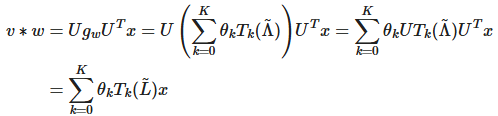 $v * w = U g_w U^T x = U \left( \sum_{k=0}^{K} \theta_k T_k(\tilde{\Lambda}) \right) U^T x = \sum_{k=0}^{K} \theta_k U T_k(\tilde{\Lambda}) U^T x$
$= \sum_{k=0}^{K} \theta_k T_k(\tilde{L}) x$